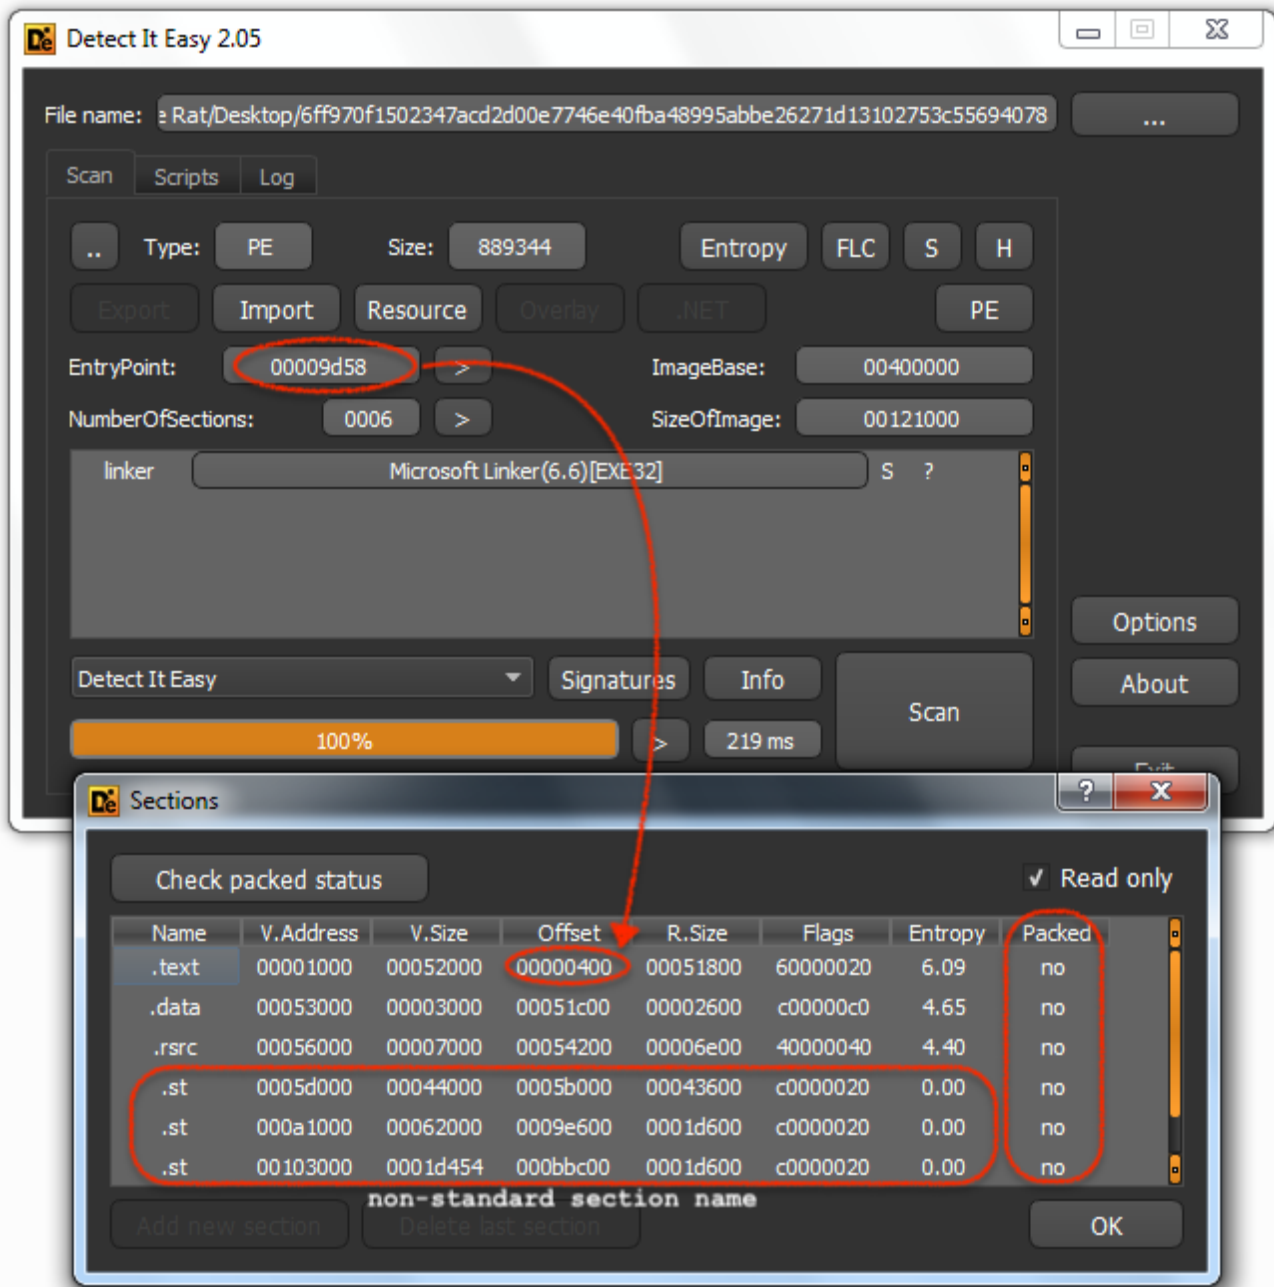 Detect It Easy 2.05
File name: e Rat/Desktop/6ff970f1502347acd2d00e7746e40fba48995abbe26271d13102753c55694078 ...
Scan Scripts Log
.. Type: PE Size: 889344 Entropy FLC S H
Export Import Resource Overlay .NET PE
EntryPoint: 00009d58 > ImageBase: 00400000
NumberOfSections: 0006 > SizeOfImage: 00121000
linker Microsoft Linker(6.6)[EXE32] S ?
Options
Detect It Easy Signatures Info About
Scan
100% > 219 ms
Exit
Sections ?
Check packed status Read only
Name V.Address V.Size Offset R.Size Flags Entropy Packed
.text 00001000 00052000 00000400 00051800 60000020 6.09 no
.data 00053000 00003000 00051c00 00002600 c00000c0 4.65 no
.rsrc 00056000 00007000 00054200 00006e00 40000040 4.40 no
.st 0005d000 00044000 0005b000 00043600 c0000020 0.00 no
.st 000a1000 00062000 0009e600 0001d600 c0000020 0.00 no
.st 00103000 0001d454 000bbc00 0001d600 c0000020 0.00 no
non-standard section name
Add new section Delete last section OK